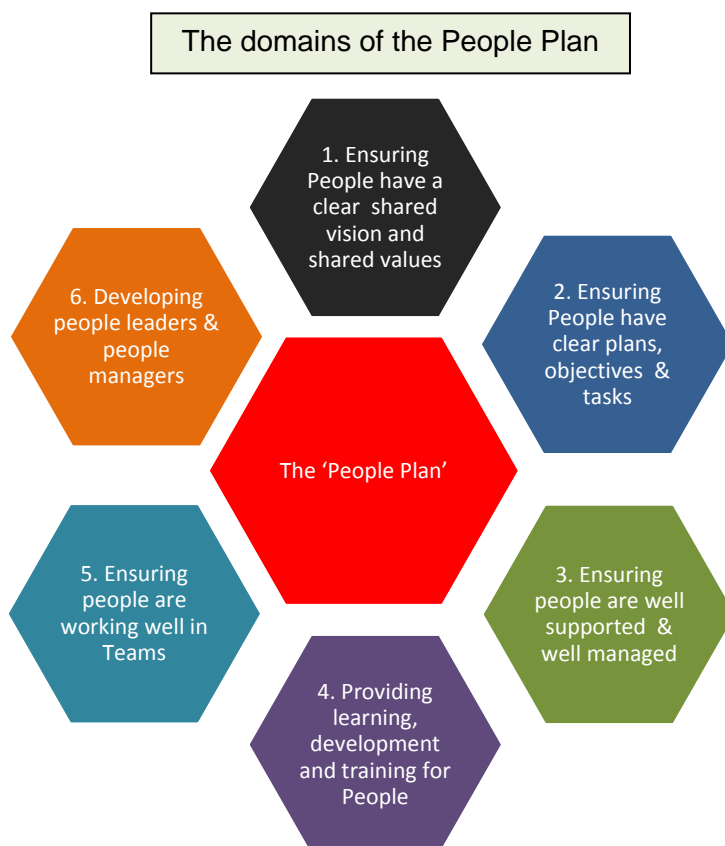 The domains of the People Plan
1. Ensuring
People have a
clear shared
vision and
shared values
2. Ensuring
People have
clear plans,
objectives &
tasks
3. Ensuring
people are well
supported &
well managed
4. Providing
learning,
development
and training for
People
5. Ensuring
people are
working well in
Teams
6. Developing
people leaders &
people
managers
The ‘People Plan’